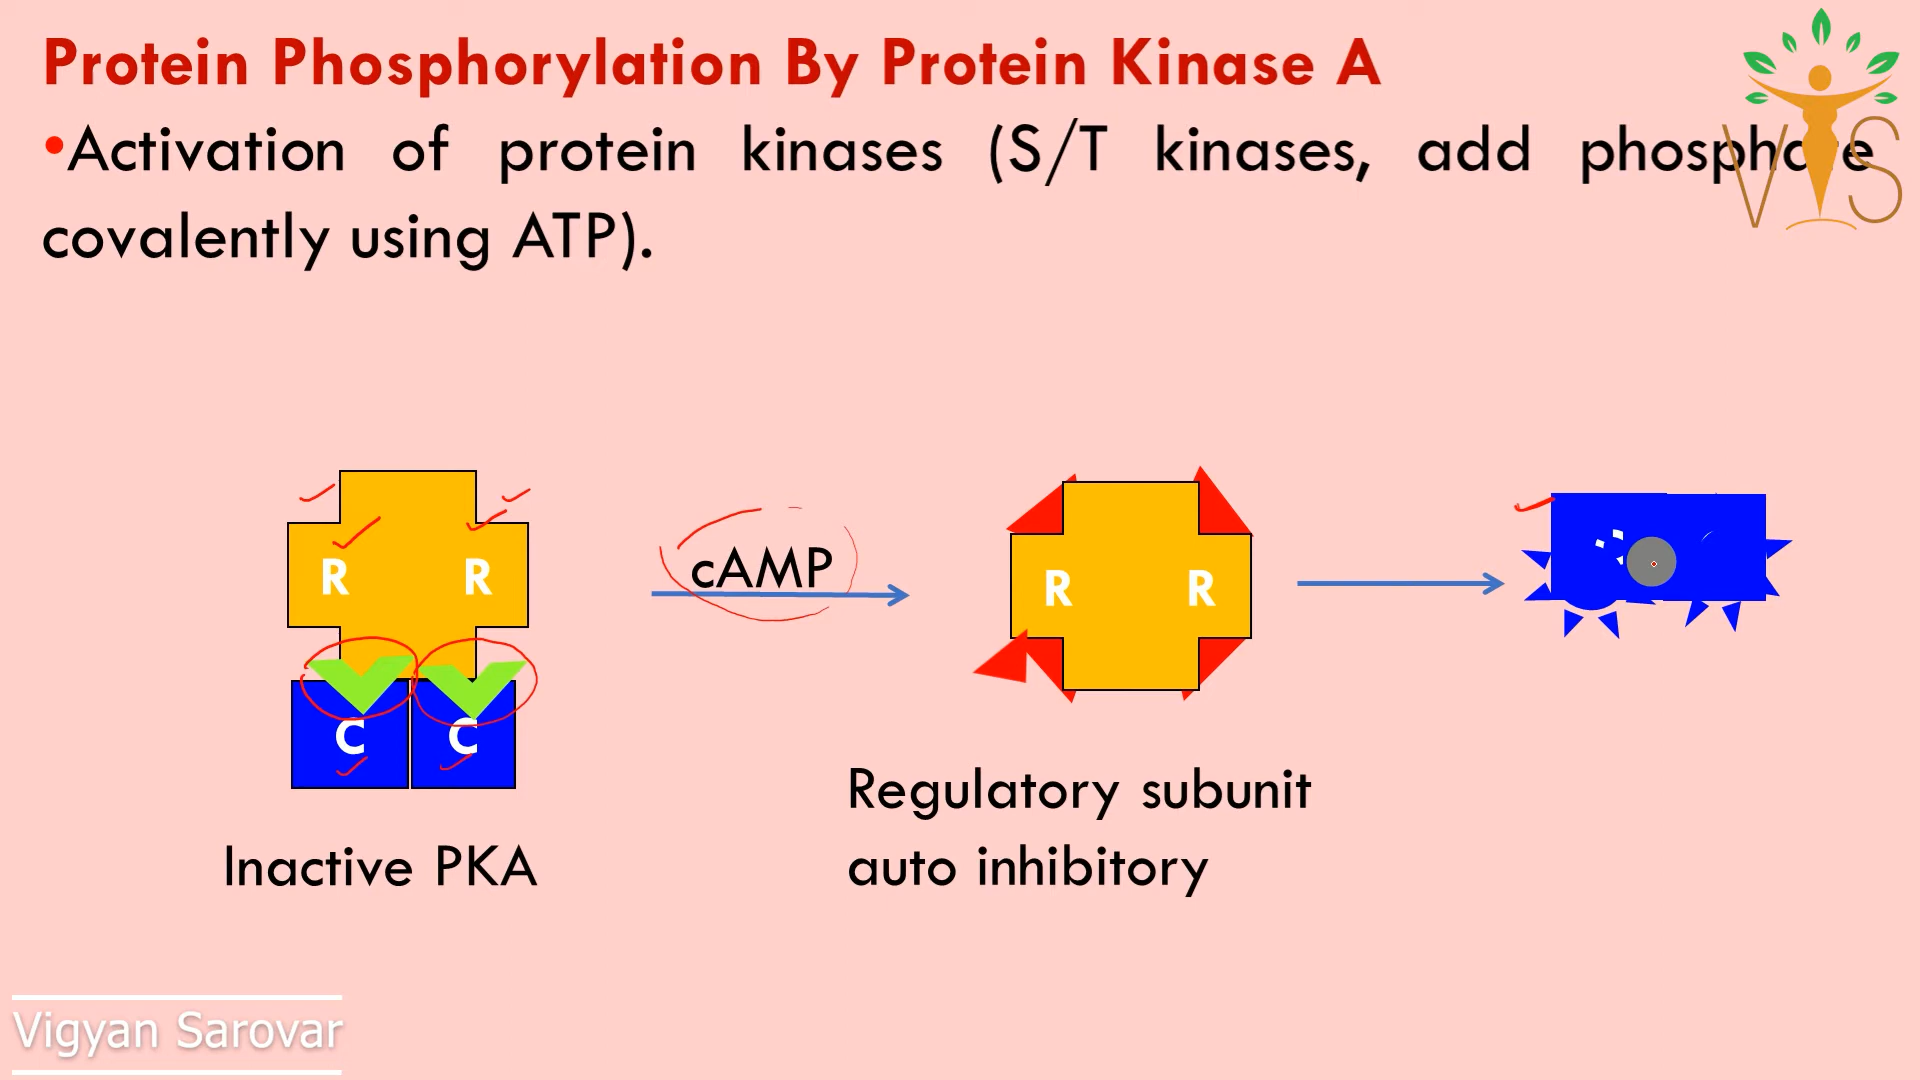 Protein Phosphorylation By Protein Kinase A
•Activation of protein kinases (S/T kinases, add phosphate
covalently using ATP).
VS
R R
cAMP
R R
C C
Regulatory subunit
auto inhibitory
Inactive PKA
Vigyan Sarovar